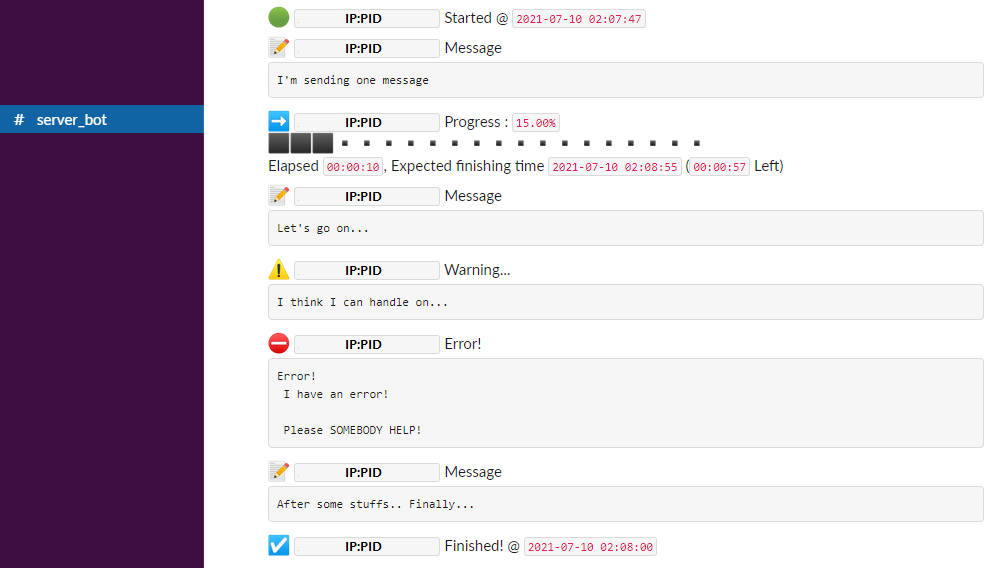 # server_bot
IP:PID Started @ 2021-07-10 02:07:47
IP:PID Message
I'm sending one message
IP:PID Progress : 15.00%
Elapsed 00:00:10, Expected finishing time 2021-07-10 02:08:55 (00:00:57 Left)
IP:PID Message
Let's go on...
IP:PID Warning...
I think I can handle on...
IP:PID Error!
Error!
I have an error!
Please SOMEBODY HELP!
IP:PID Message
After some stuffs.. Finally...
IP:PID Finished! @ 2021-07-10 02:08:00